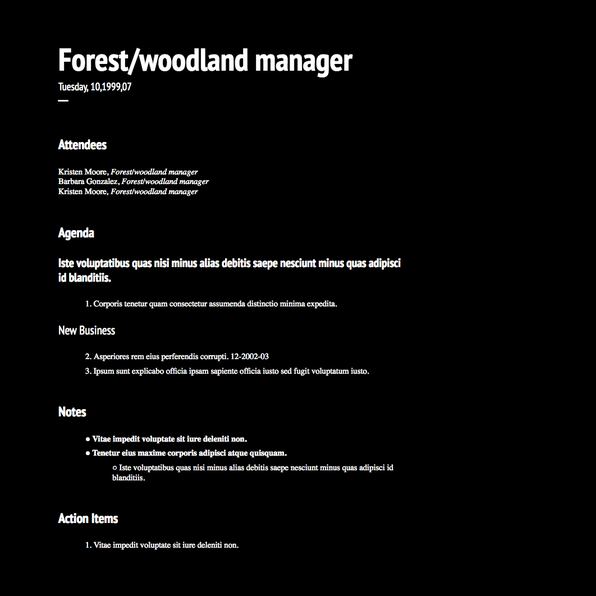 Forest/woodland manager
Tuesday, 10,1999,07
Attendees
Kristen Moore, Forest/woodland manager
Barbara Gonzalez, Forest/woodland manager
Kristen Moore, Forest/woodland manager
Agenda
Iste voluptatibus quas nisi minus alias debitis saepe nesciunt minus quas adipisci
id blanditiis.
1. Corporis tenetur quam consectetur assumenda distinctio minima expedita.
New Business
2. Asperiores rem eius perferendis corrupti. 12-2002-03
3. Ipsum sunt explicabo officia ipsam sapiente officia iusto sed fugit voluptatum iusto.
Notes
● Vitae impedit voluptate sit iure deleniti non.
● Tenetur eius maxime corporis adipisci atque quisquam.
○ Iste voluptatibus quas nisi minus alias debitis saepe nesciunt minus quas adipisci id
blanditiis.
Action Items
1. Vitae impedit voluptate sit iure deleniti non.